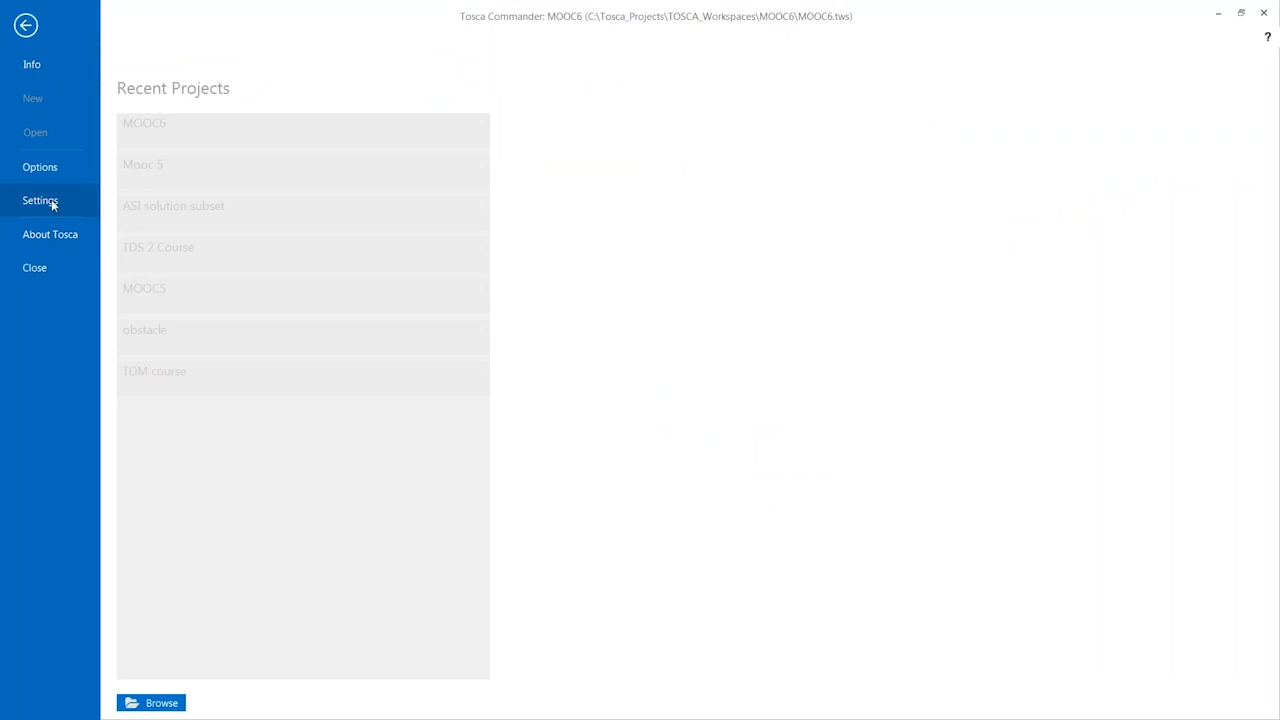 Tosca Commander: MOOC6 (C:\Tosca_Projects\TOSCA_Workspaces\MOOC6\MOOC6.tws)
?
Info
New
Open
Options
Settings
About Tosca
Close
Recent Projects
MOOC6
Mooc 5
ASI solution subset
TDS 2 Course
MOOC5
obstacle
TDM course
Browse